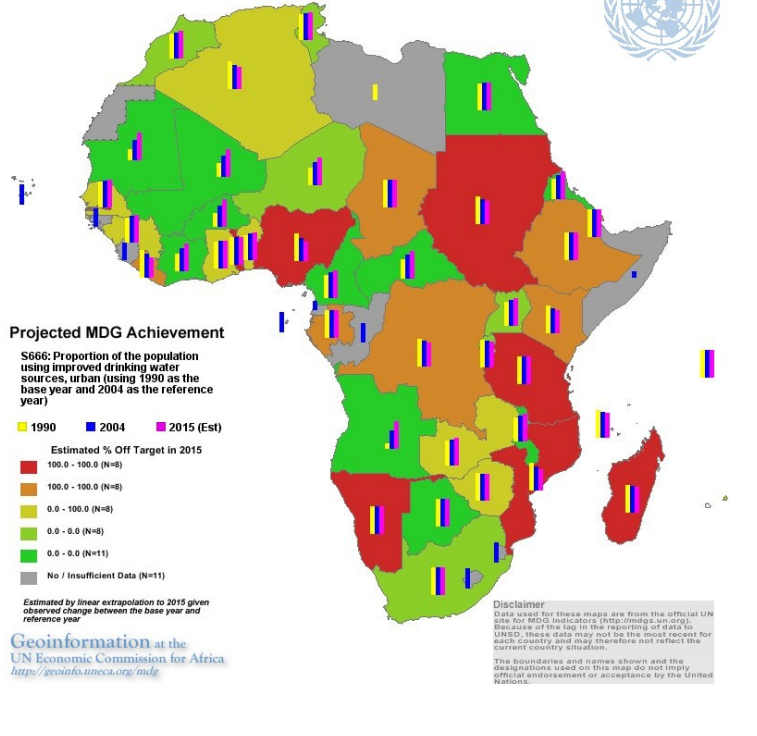 Projected MDG Achievement
S666: Proportion of the population
using improved drinking water
sources, urban (using 1990 as the
base year and 2004 as the reference
year)
1990 2004 2015 (Est)
Estimated % Off Target in 2015
100.0 - 100.0 (N=8)
100.0 - 100.0 (N=8)
0.0 - 100.0 (N=8)
0.0 - 0.0 (N=8)
0.0 - 0.0 (N=11)
No / Insufficient Data (N=11)
Estimated by linear extrapolation to 2015 given
observed change between the base year and
reference year
Geoinformation at the
UN Economic Commission for Africa
http://geoinfo.uneca.org/mdg
Disclaimer
Data used for these maps are from the official UN
site for MDG Indicators (http://mdgs.un.org).
Because of the lag in the reporting of data to
UNSD, these data may not be the most recent for
each country and may therefore not reflect the
current country situation.
The boundaries and names shown and the
designations used on this map do not imply
official endorsement or acceptance by the United
Nations.